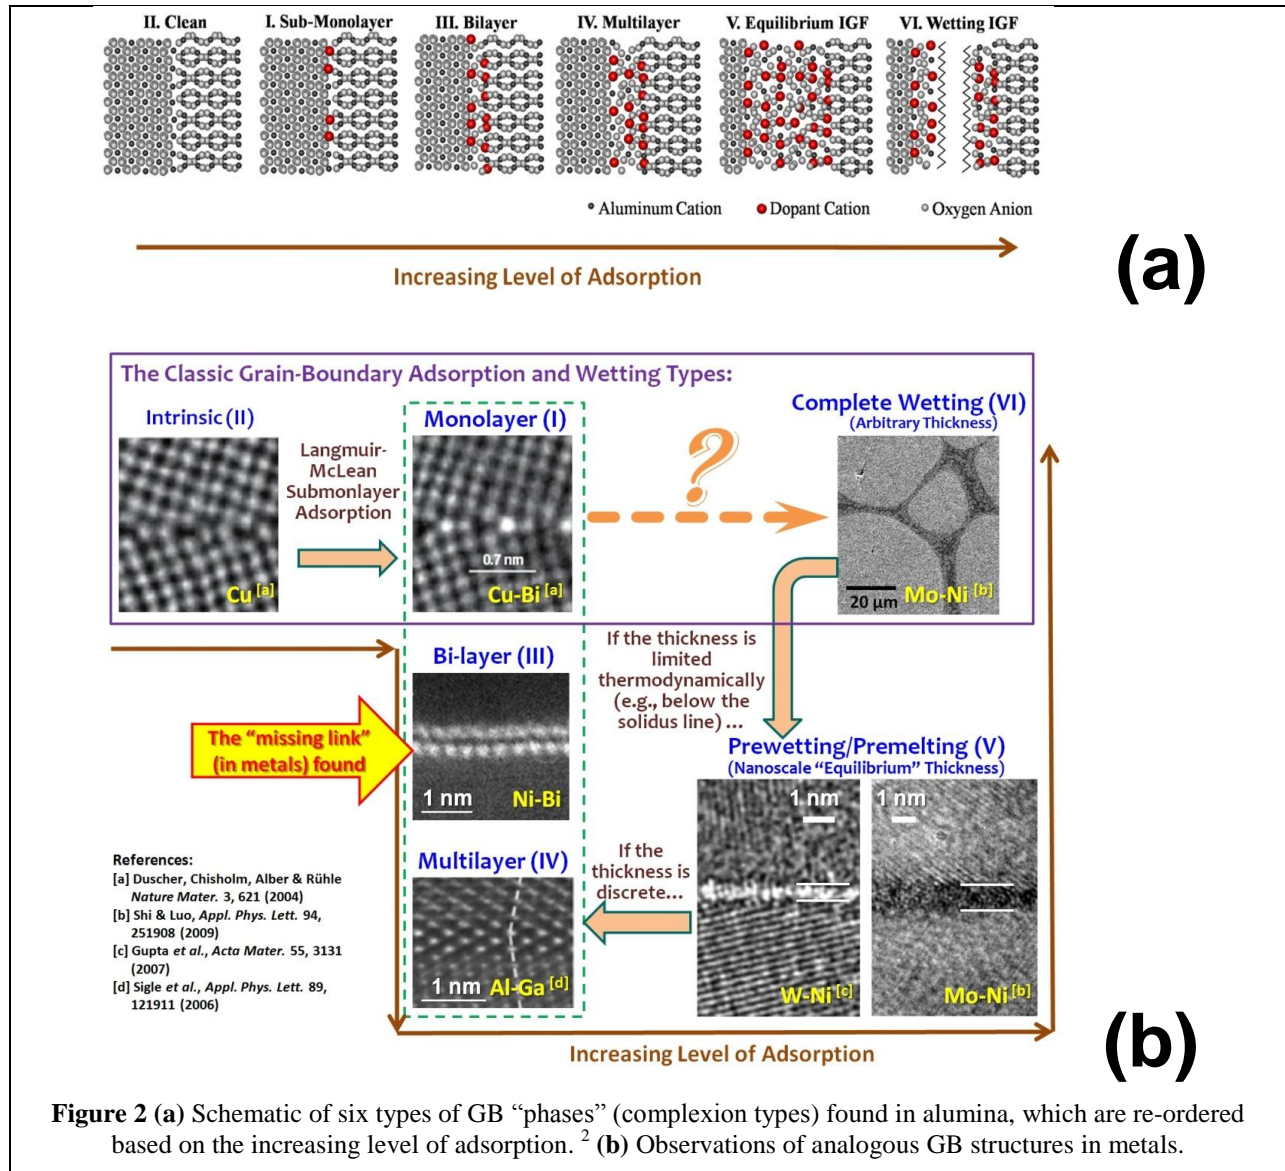 II. Clean
I. Sub-Monolayer
III. Bilayer
IV. Multilayer
V. Equilibrium IGF
VI. Wetting IGF
Aluminum Cation
Dopant Cation
Oxygen Anion
Increasing Level of Adsorption
(a)
The Classic Grain-Boundary Adsorption and Wetting Types:
Intrinsic (II)
Cu [a]
Langmuir-
McLean
Submonlayer
Adsorption
Monolayer (I)
0.7 nm
Cu-Bi [a]
?
Complete Wetting (VI)
(Arbitrary Thickness)
20 µm
Mo-Ni [b]
If the thickness is
limited
thermodynamically
(e.g., below the
solidus line) ...
Bi-layer (III)
The “missing link”
(in metals) found
1 nm
Ni-Bi
Prewetting/Premelting (V)
(Nanoscale “Equilibrium” Thickness)
1 nm
W-Ni [c]
1 nm
Mo-Ni [b]
If the
thickness is
discrete...
Multilayer (IV)
1 nm
Al-Ga [d]
References:
[a] Duscher, Chisholm, Alber & Rühle
Nature Mater. 3, 621 (2004)
[b] Shi & Luo, Appl. Phys. Lett. 94,
251908 (2009)
[c] Gupta et al., Acta Mater. 55, 3131
(2007)
[d] Sigle et al., Appl. Phys. Lett. 89,
121911 (2006)
Increasing Level of Adsorption
(b)
Figure 2 (a) Schematic of six types of GB “phases” (complexion types) found in alumina, which are re-ordered
based on the increasing level of adsorption. 2 (b) Observations of analogous GB structures in metals.